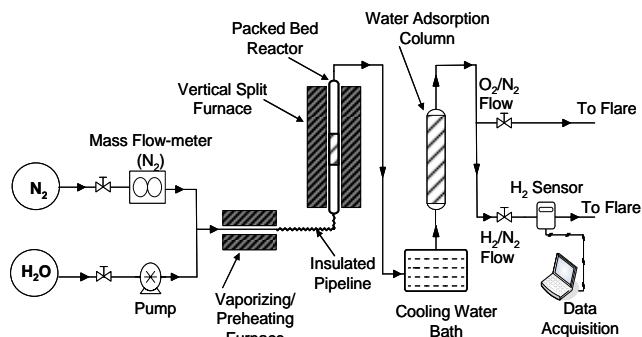 Packed Bed
Reactor
Water Adsorption
Column
Vertical Split
Furnace
O₂/N₂
Flow
To Flare
Mass Flow-meter
(N₂)
N₂
H₂ Sensor
To Flare
H₂/N₂
Flow
H₂O
Insulated
Pipeline
Pump
Vaporizing/
Preheating
Furnace
Cooling Water
Bath
Data
Acquisition